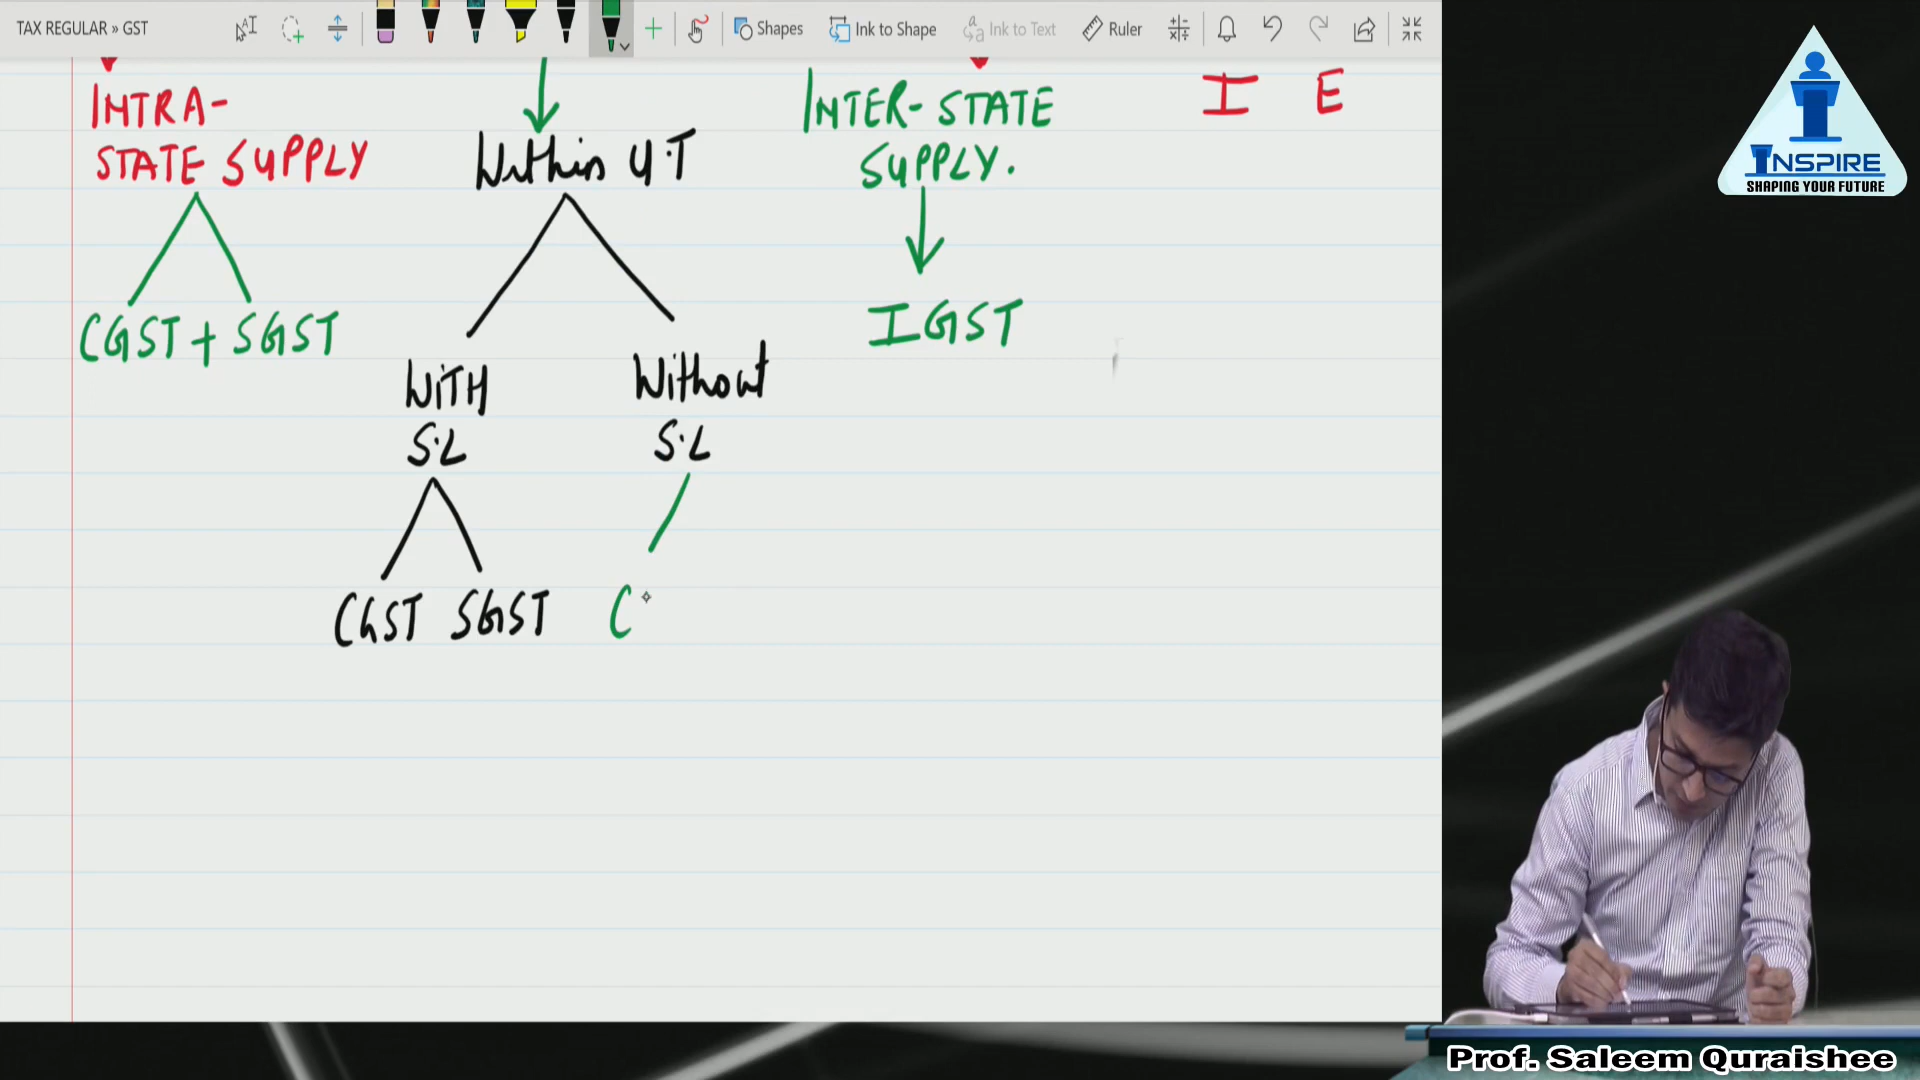 TAX REGULAR » GST
Shapes
Ink to Shape
Ink to Text
Ruler
INTRA-
STATE SUPPLY
CGST + SGST
Within U.T
WITH
S.L
CGST SGST
Without
S.L
C
INTER-STATE
SUPPLY.
IGST
I E
INSPIRE
SHAPING YOUR FUTURE
Prof. Saleem Quraishee